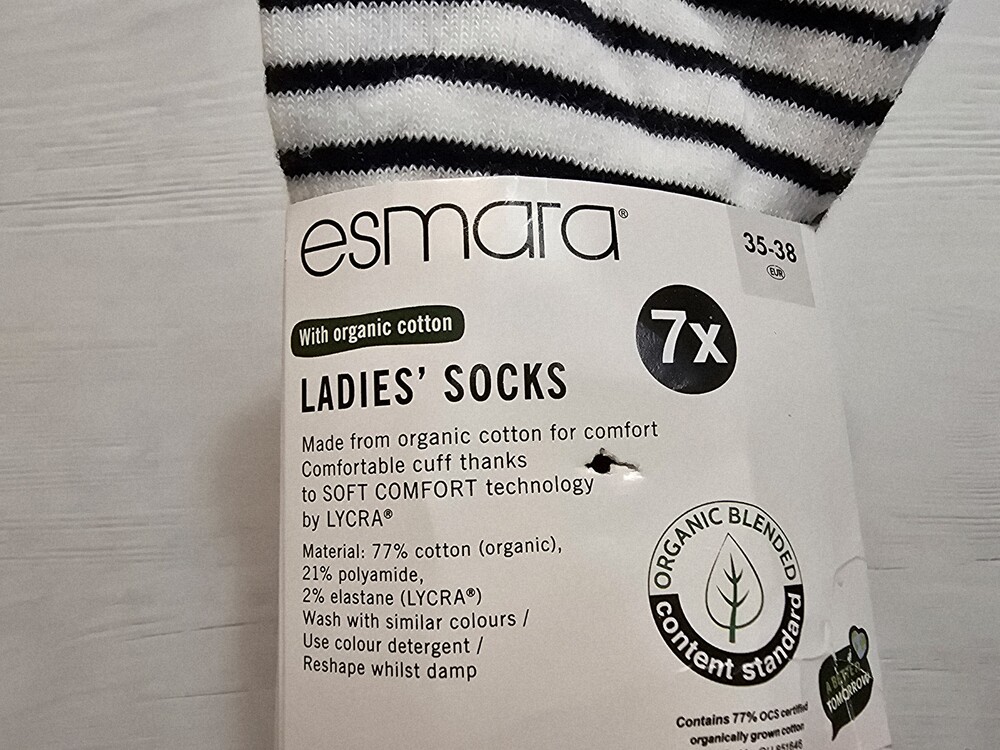 esmara®
35-38
EUR
With organic cotton
7x
LADIES' SOCKS
Made from organic cotton for comfort
Comfortable cuff thanks
to SOFT COMFORT technology
by LYCRA®
Material: 77% cotton (organic),
21% polyamide,
2% elastane (LYCRA®)
Wash with similar colours /
Use colour detergent /
Reshape whilst damp
ORGANIC BLENDED
content standard
A BETTER
TOMORROW
Contains 77% OCS certified
organically grown cotton